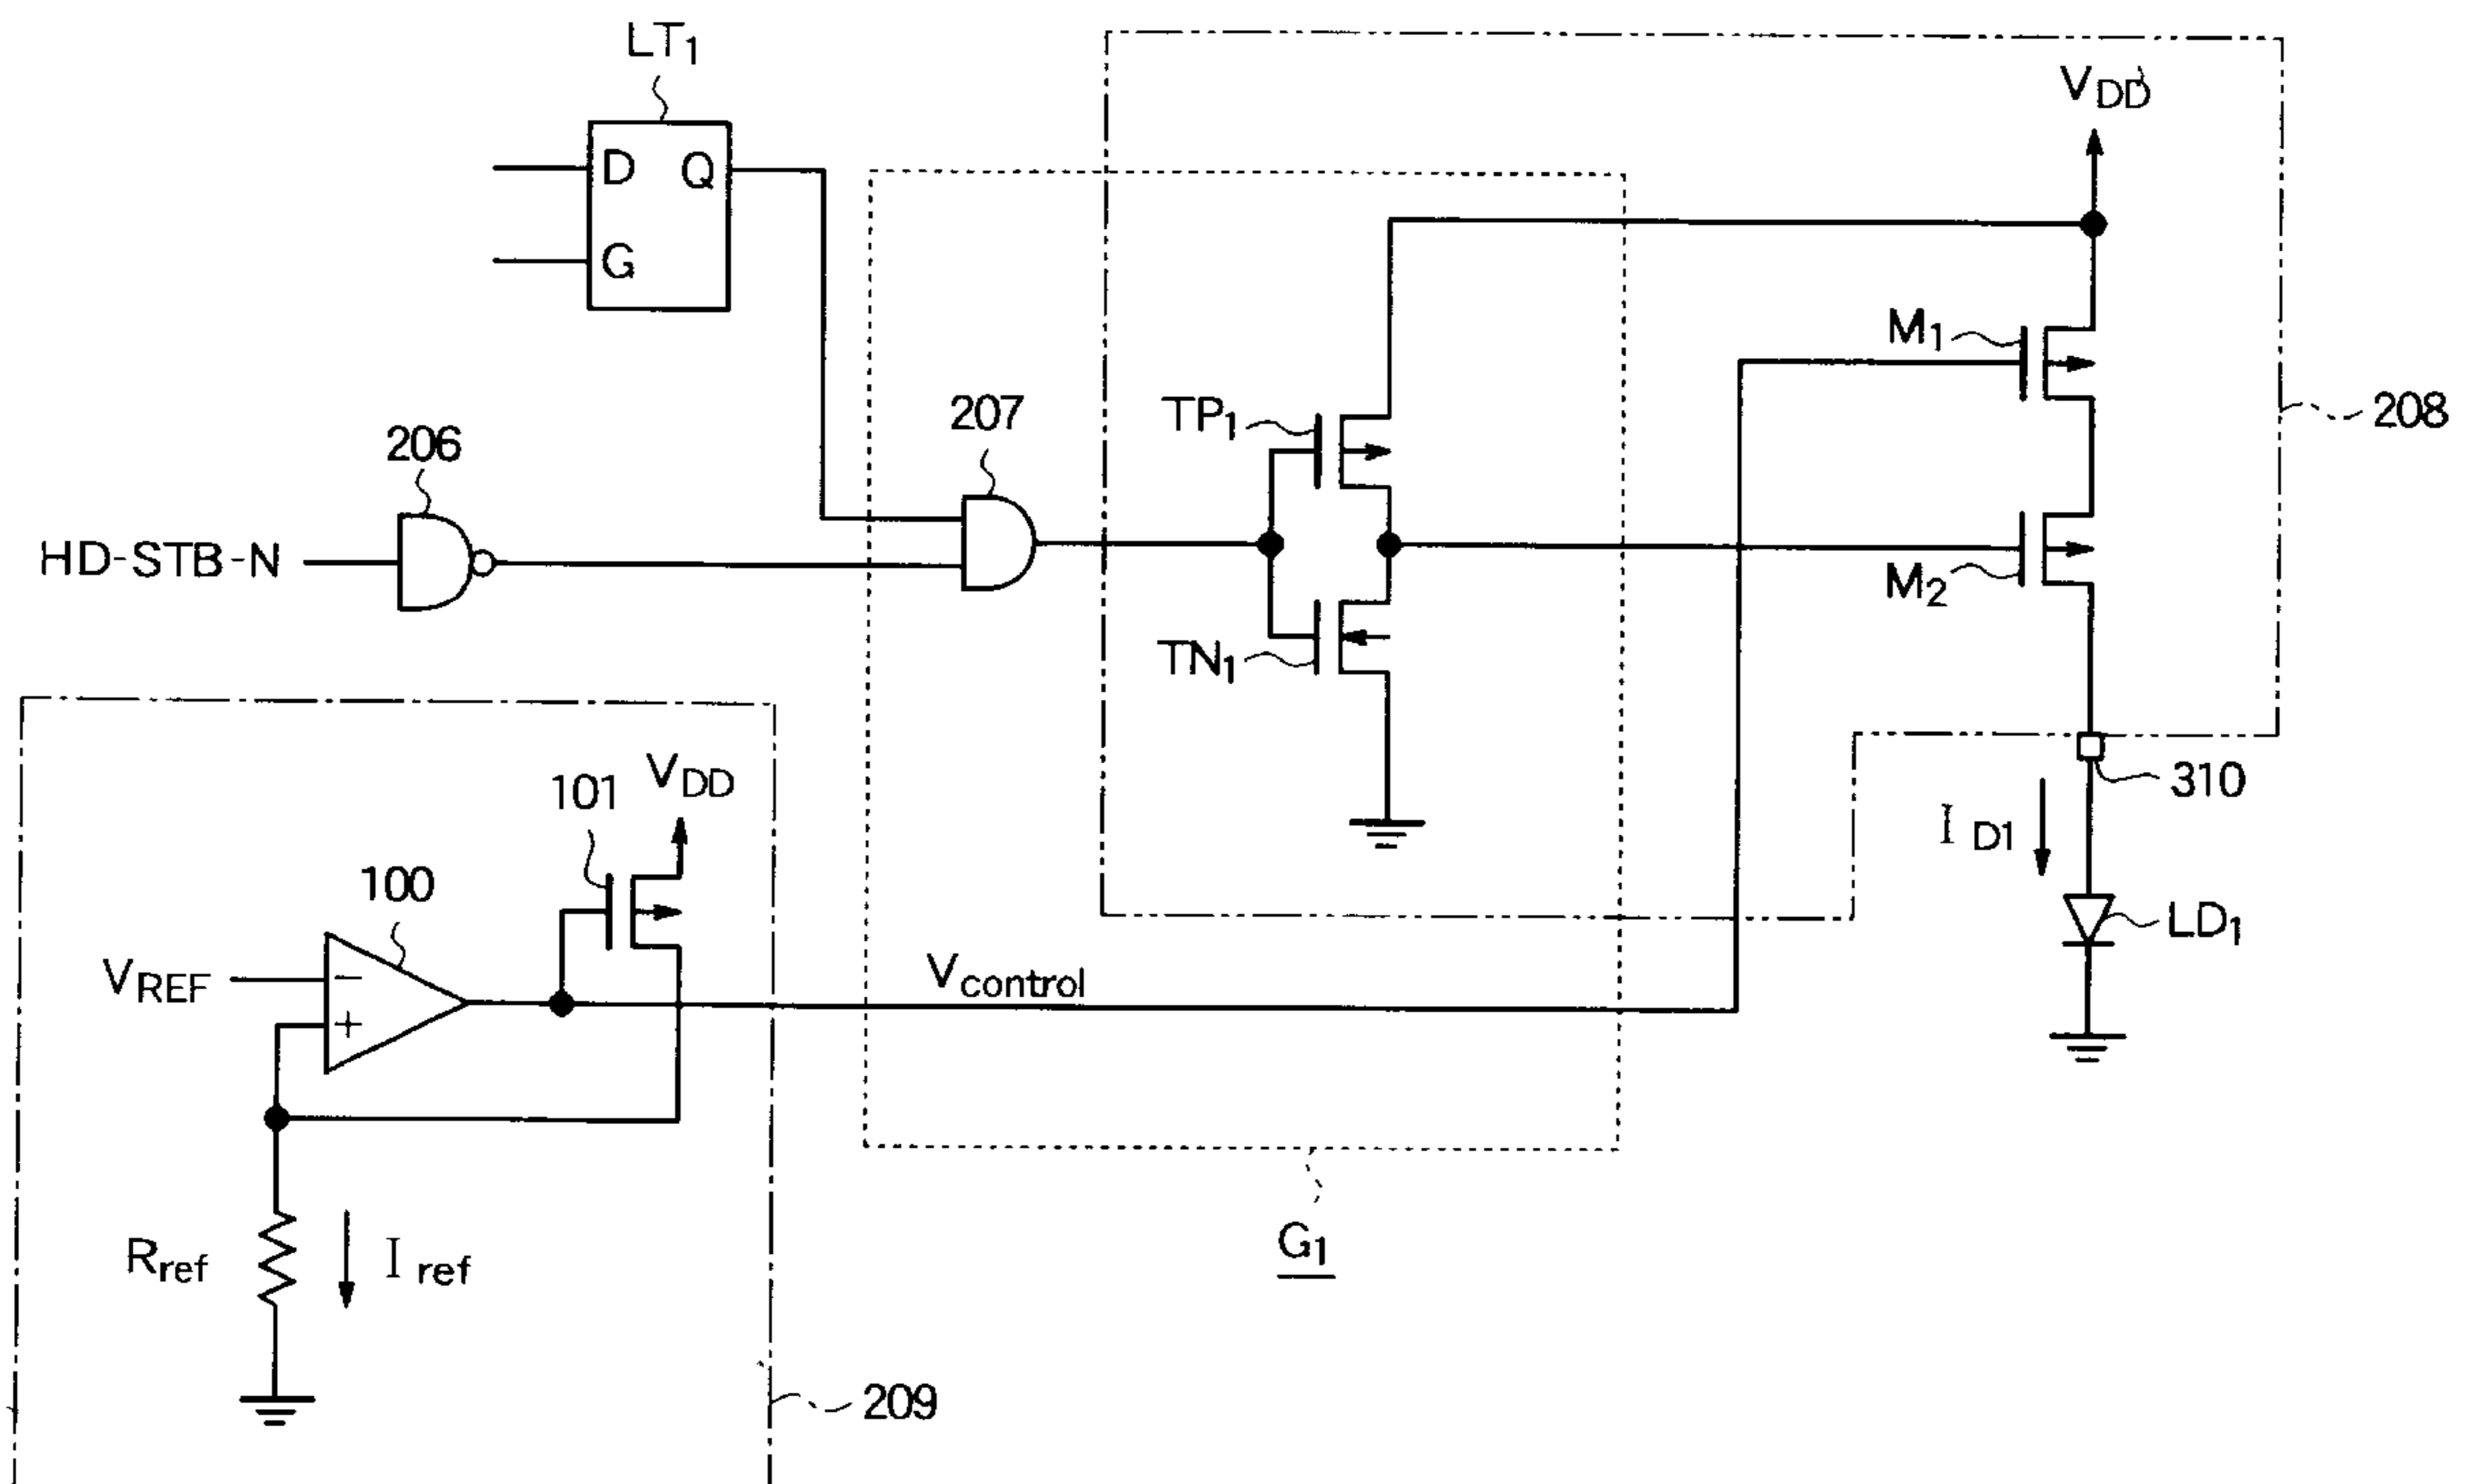 LT1
D Q
G
VDD
M1
208
TP1
207
206
HD-STB-N
M2
TN1
310
ID1
LD1
VDD
101
100
VREF
−
+
Vcontrol
Rref
Iref
G1
209